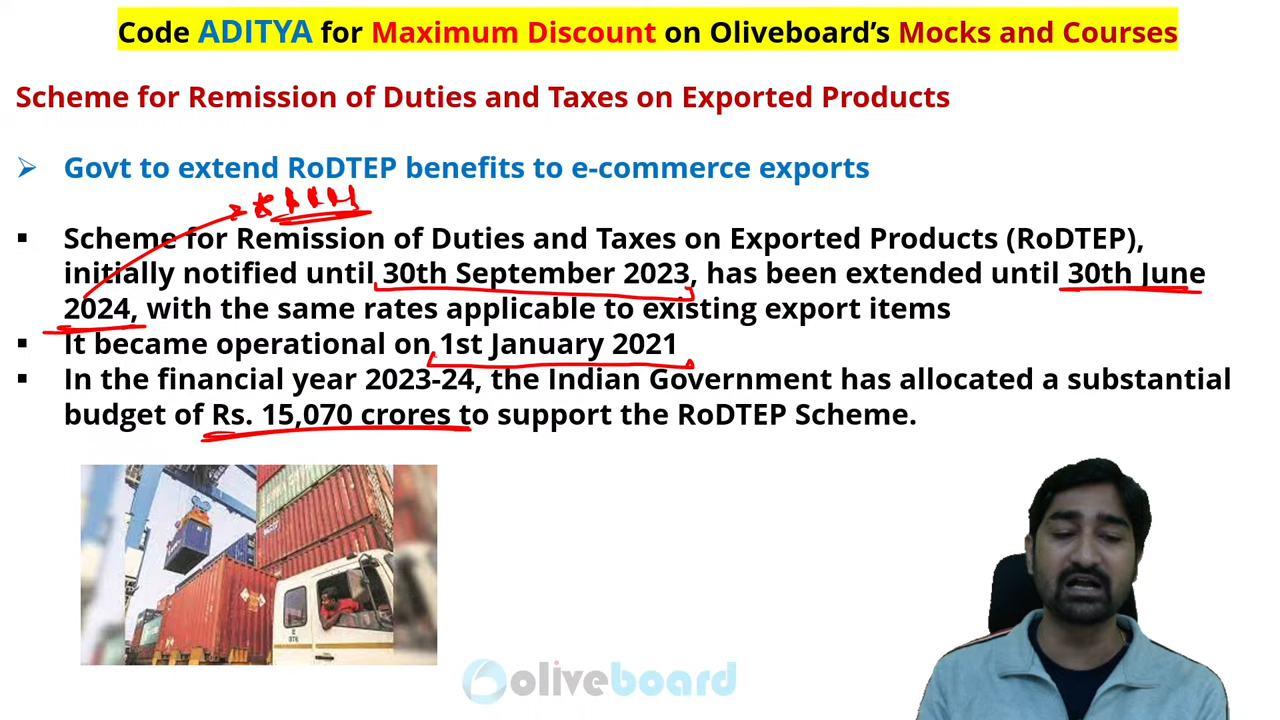 Code ADITYA for Maximum Discount on Oliveboard’s Mocks and Courses
Scheme for Remission of Duties and Taxes on Exported Products
Govt to extend RoDTEP benefits to e-commerce exports
Scheme for Remission of Duties and Taxes on Exported Products (RoDTEP),
initially notified until 30th September 2023, has been extended until 30th June
2024, with the same rates applicable to existing export items
It became operational on 1st January 2021
In the financial year 2023-24, the Indian Government has allocated a substantial
budget of Rs. 15,070 crores to support the RoDTEP Scheme.
oliveboard